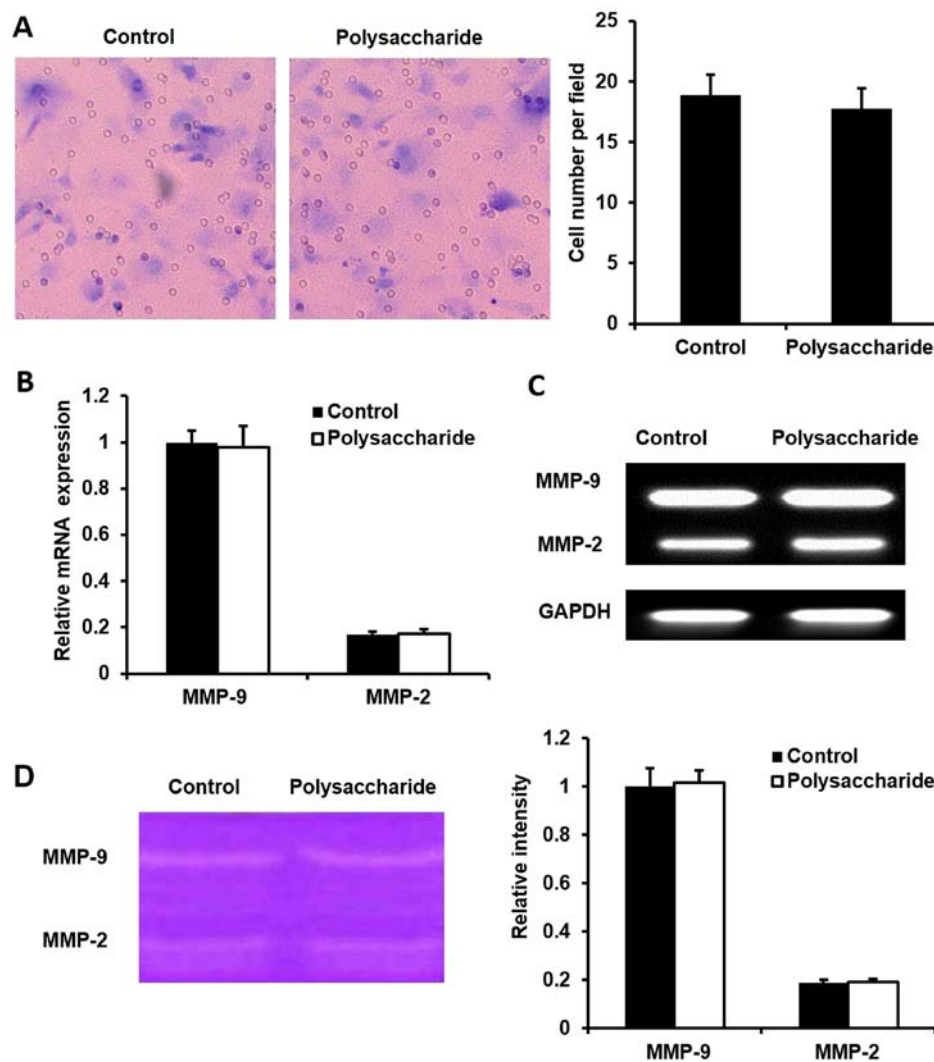 A
Control
Polysaccharide
Cell number per field
25
20
15
10
5
0
Control
Polysaccharide
B
Relative mRNA expression
1.2
1
0.8
0.6
0.4
0.2
0
Control
Polysaccharide
MMP-9
MMP-2
C
Control
Polysaccharide
MMP-9
MMP-2
GAPDH
D
Control
Polysaccharide
MMP-9
MMP-2
Relative intensity
1.2
1
0.8
0.6
0.4
0.2
0
Control
Polysaccharide
MMP-9
MMP-2